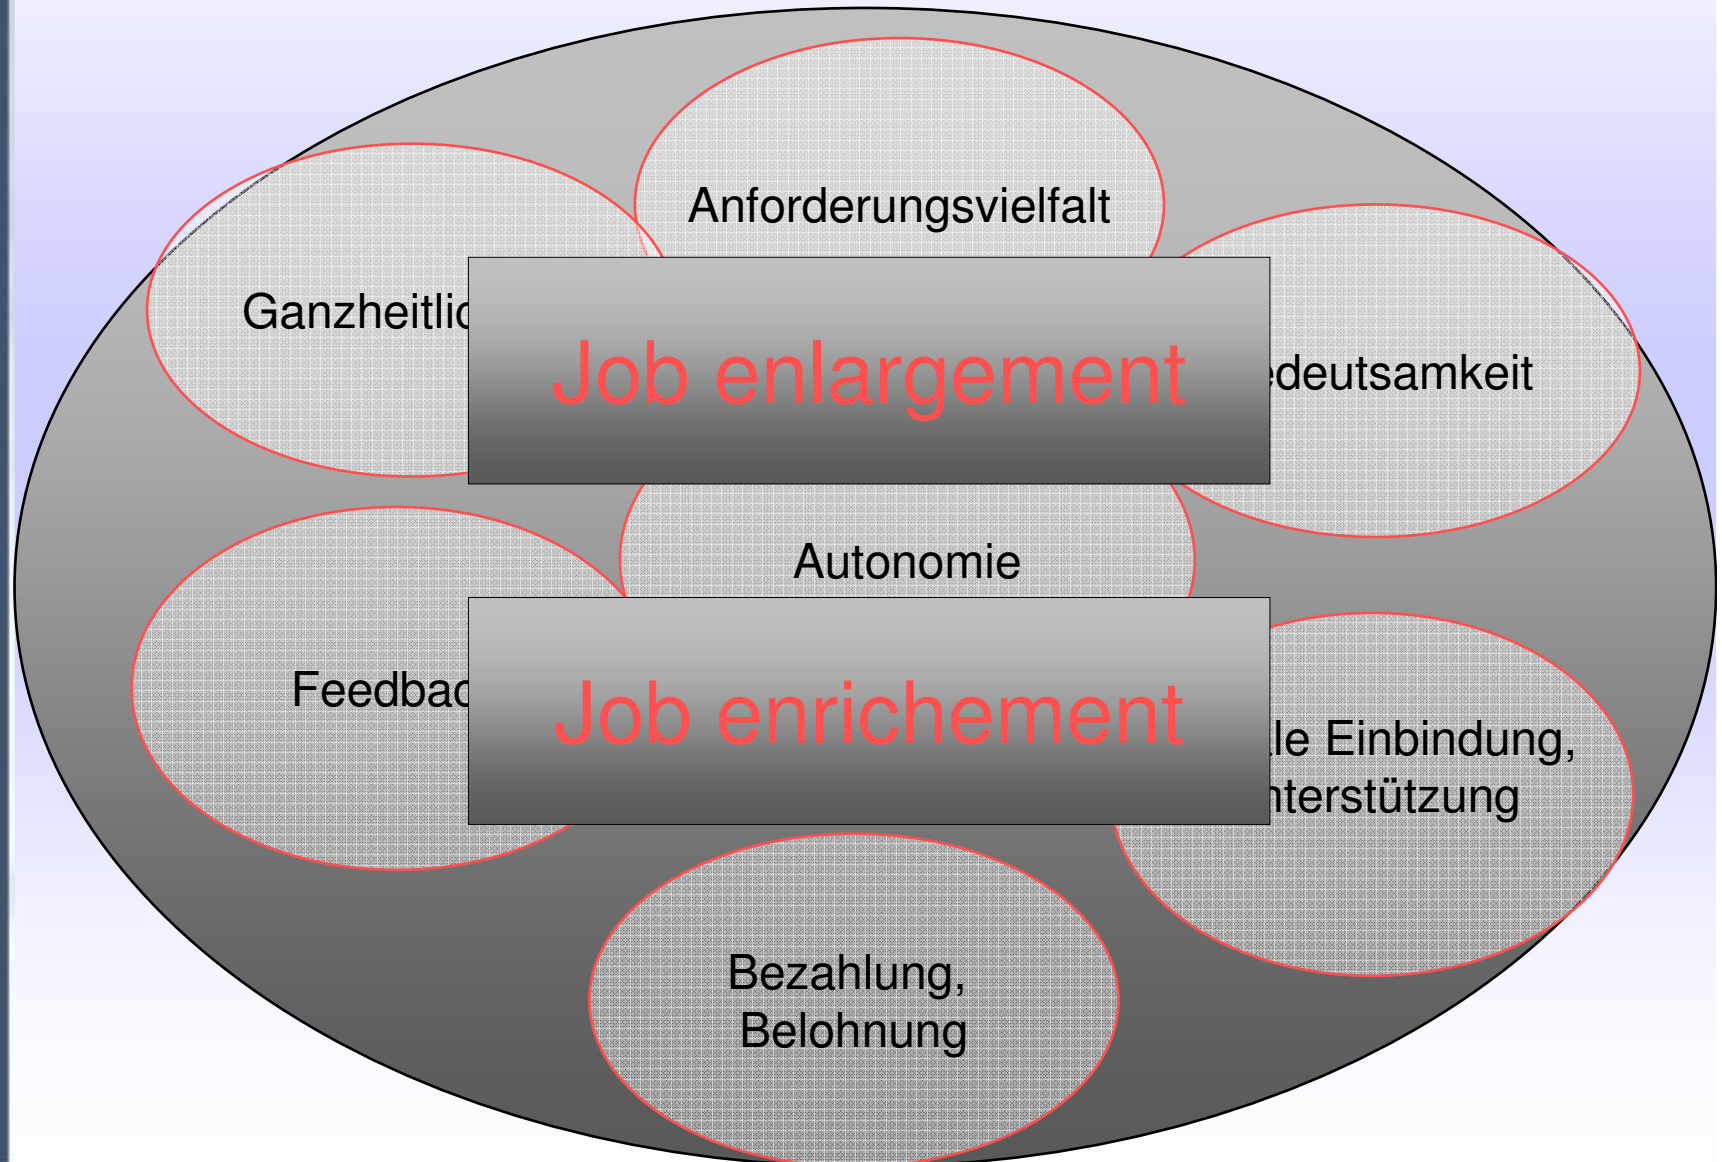 Anforderungsvielfalt
Ganzheitlic
Job enlargement
edeutsamkeit
Autonomie
Feedbac
Job enrichement
le Einbindung,
nterstützung
Bezahlung,
Belohnung